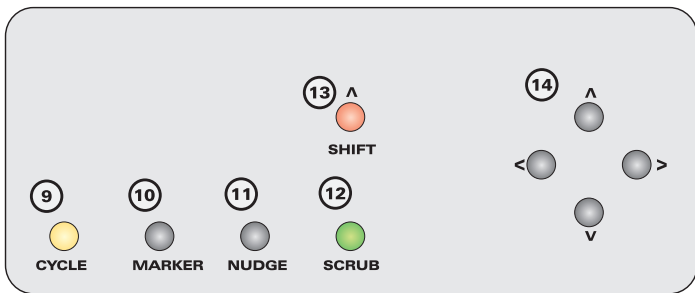 13 ^
14 ^
SHIFT
< >
9 10 11 12
v
CYCLE MARKER NUDGE SCRUB